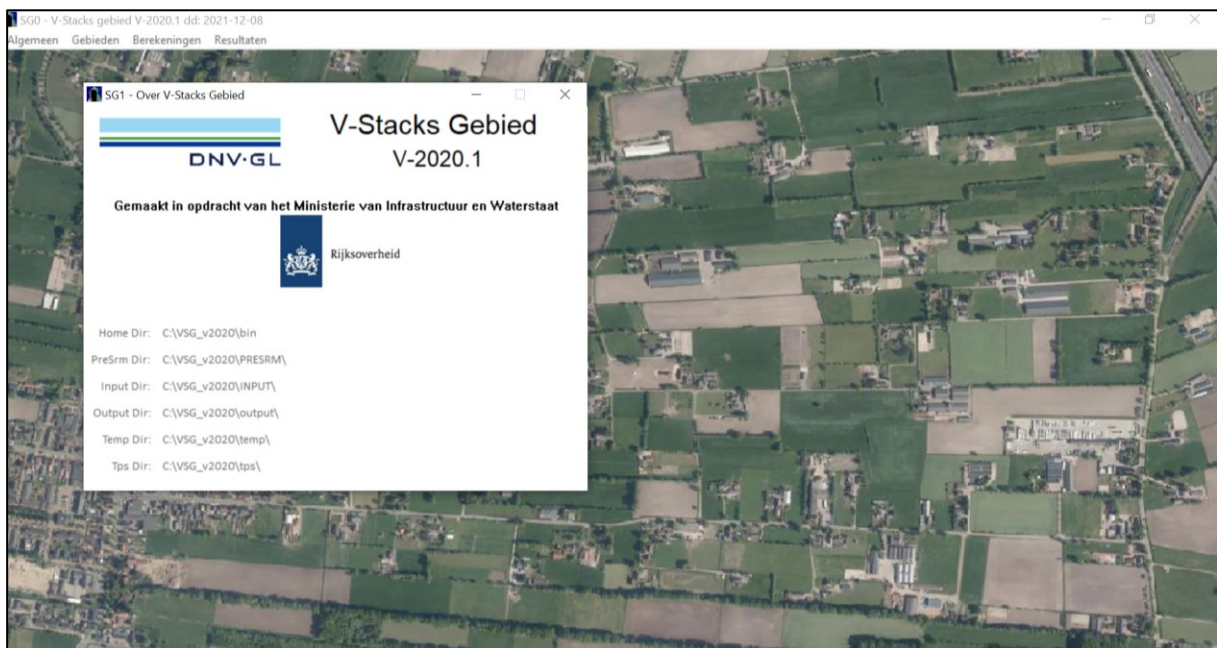 SG0 - V-Stacks gebied V-2020.1 dd: 2021-12-08
Algemeen Gebieden Berekeningen Resultaten
SG1 - Over V-Stacks Gebied
DNV·GL
V-Stacks Gebied
V-2020.1
Gemaakt in opdracht van het Ministerie van Infrastructuur en Waterstaat
Rijksoverheid
Home Dir: C:\VSG_v2020\bin
PreSrm Dir: C:\VSG_v2020\PRESRM\
Input Dir: C:\VSG_v2020\INPUT\
Output Dir: C:\VSG_v2020\output\
Temp Dir: C:\VSG_v2020\temp\
Tps Dir: C:\VSG_v2020\tps\